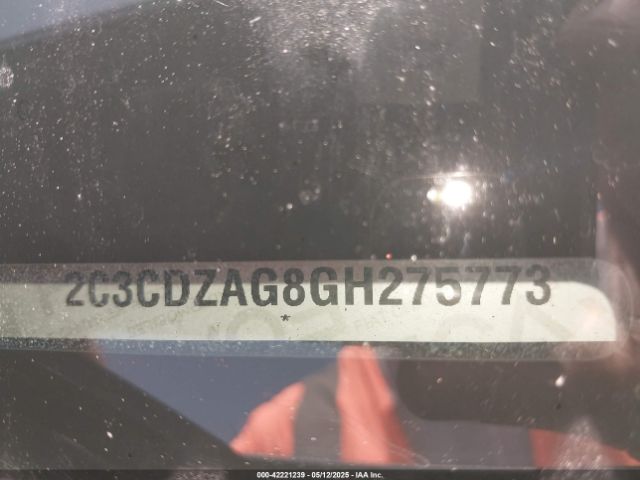 2C3CDZAG8GH275773
*
000-42221239 - 05/12/2025 - IAA Inc.